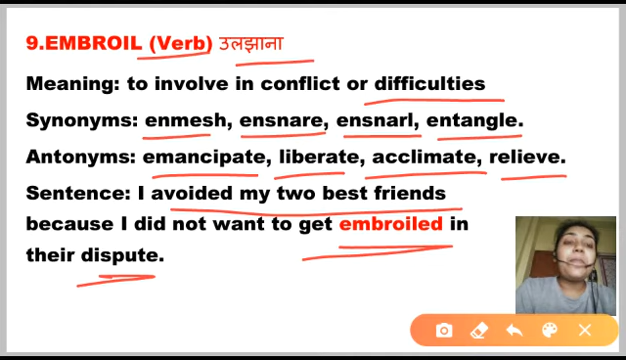 9.EMBROIL (Verb) उलझाना
Meaning: to involve in conflict or difficulties
Synonyms: enmesh, ensnare, ensnarl, entangle.
Antonyms: emancipate, liberate, acclimate, relieve.
Sentence: I avoided my two best friends
because I did not want to get embroiled in
their dispute.